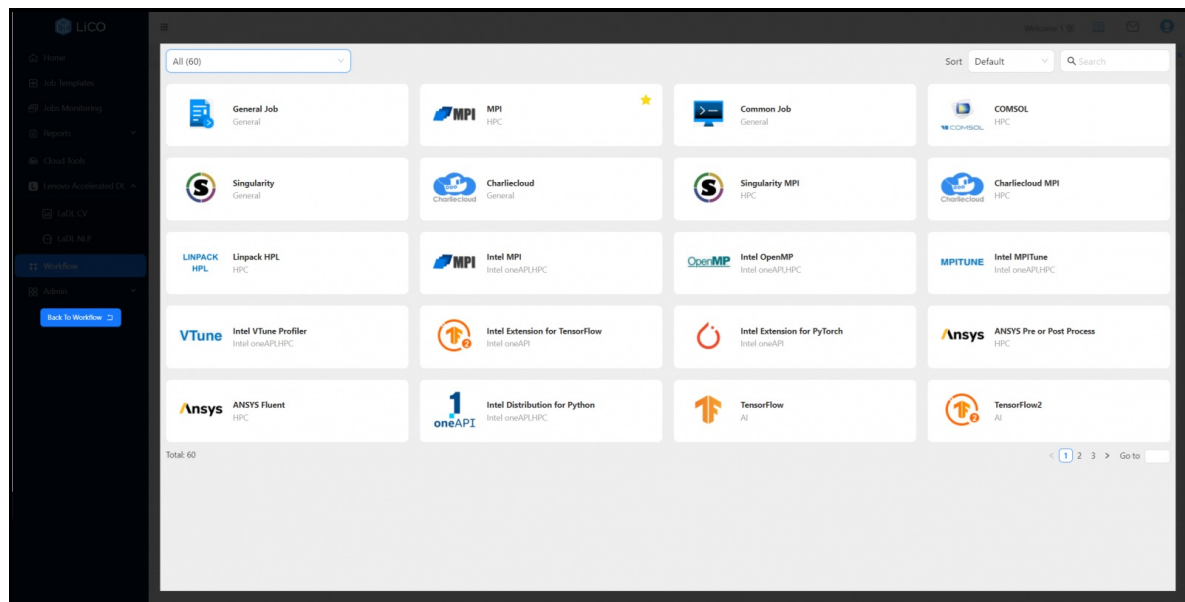 LiCO
Home
Job Templates
Jobs Monitoring
Reports
Cloud Tools
Lenovo Accelerated DL
LaDL CV
LaDL NLP
Workflow
Admin
Back To Workflow
All (60)
Sort Default Search
General Job
General
MPI
MPI
HPC
Common Job
General
COMSOL
COMSOL
HPC
S
Singularity
General
Charliecloud
Charliecloud
General
S
Singularity MPI
HPC
Charliecloud
Charliecloud MPI
HPC
LINPACK
HPL
Linpack HPL
HPC
MPI
Intel MPI
Intel oneAPI,HPC
OpenMP
Intel OpenMP
Intel oneAPI,HPC
MPITUNE
Intel MPITune
Intel oneAPI,HPC
VTune
Intel VTune Profiler
Intel oneAPI,HPC
2
Intel Extension for TensorFlow
Intel oneAPI
Intel Extension for PyTorch
Intel oneAPI
Ansys
ANSYS Pre or Post Process
HPC
Ansys
ANSYS Fluent
HPC
1
oneAPI
Intel Distribution for Python
Intel oneAPI,HPC
TensorFlow
AI
2
TensorFlow2
AI
Total: 60
< 1 2 3 > Go to